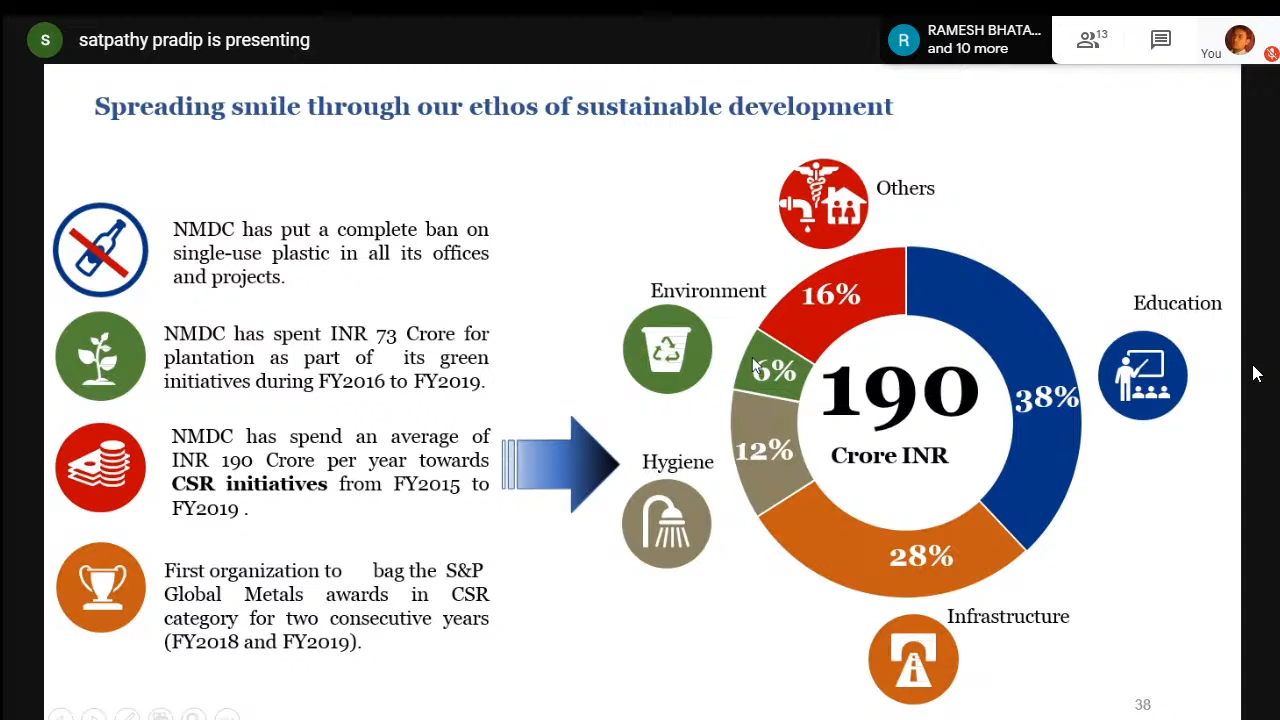 S
satpathy pradip is presenting
R
RAMESH BHATA...
and 10 more
13
You
Spreading smile through our ethos of sustainable development
NMDC has put a complete ban on
single-use plastic in all its offices
and projects.
NMDC has spent INR 73 Crore for
plantation as part of its green
initiatives during FY2016 to FY2019.
NMDC has spend an average of
INR 190 Crore per year towards
CSR initiatives from FY2015 to
FY2019 .
First organization to bag the S&P
Global Metals awards in CSR
category for two consecutive years
(FY2018 and FY2019).
Others
16%
Environment
6%
Education
38%
190
Crore INR
Hygiene
12%
28%
Infrastructure
38